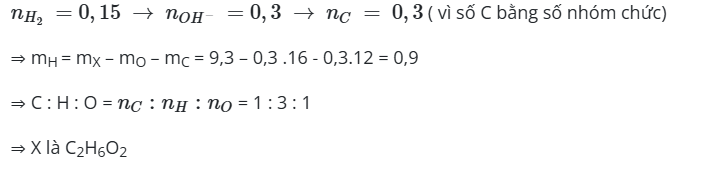 n_{H_2} = 0,15 → n_{OH^−} = 0,3 → n_C = 0,3 ( vì số C bằng số nhóm chức)
⇒ m_H = m_X – m_O – m_C = 9,3 – 0,3 .16 - 0,3.12 = 0,9
⇒ C : H : O = n_C : n_H : n_O = 1 : 3 : 1
⇒ X là C₂H₆O₂